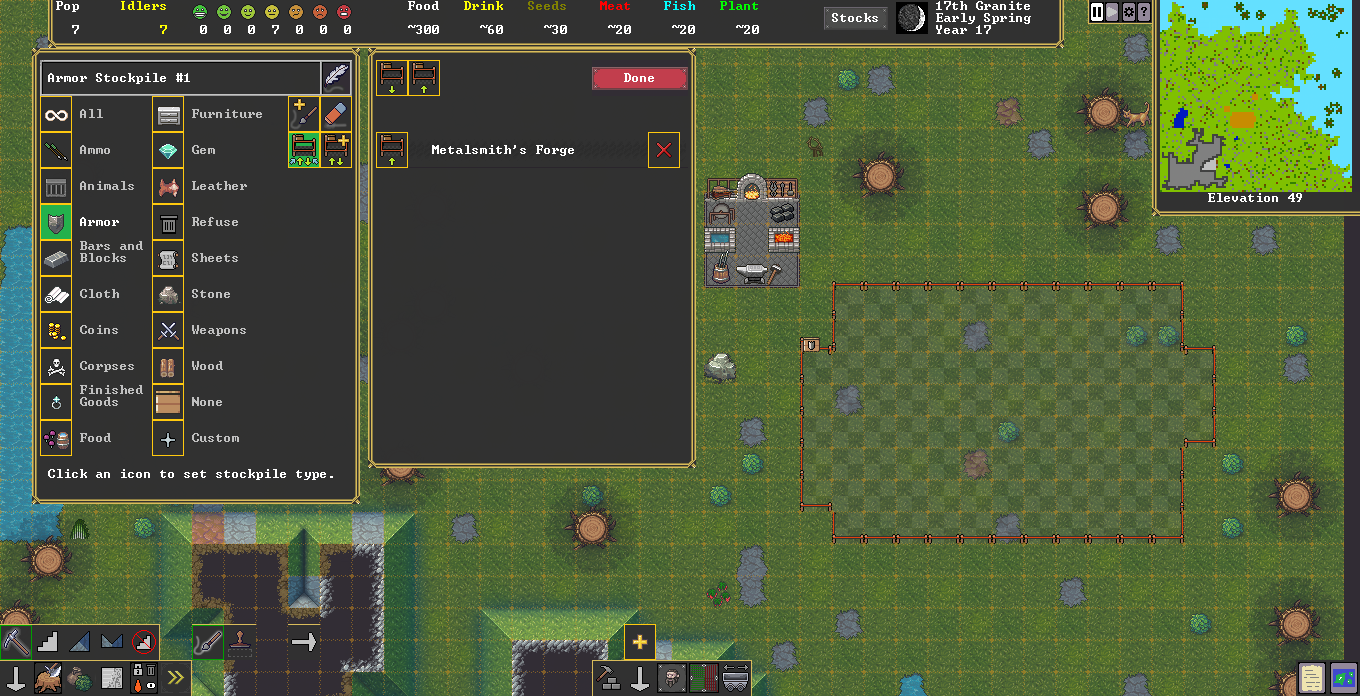 Pop Idlers Food Drink Seeds Meat Fish Plant
7 7 0 0 0 7 0 0 0 ~300 ~60 ~30 ~20 ~20 ~20
Stocks
17th Granite
Early Spring
Year 17
?
Elevation 49
Armor Stockpile #1
All
Furniture
Ammo
Gem
Animals
Leather
Armor
Refuse
Bars and
Blocks
Sheets
Cloth
Stone
Coins
Weapons
Corpses
Wood
Finished
Goods
None
Food
Custom
Click an icon to set stockpile type.
Done
Metalsmith's Forge